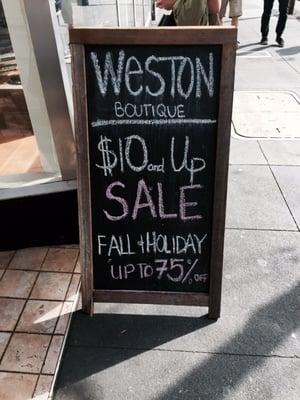 WESTON
BOUTIQUE
$10 and Up
SALE
FALL + HOLIDAY
UP TO 75% OFF